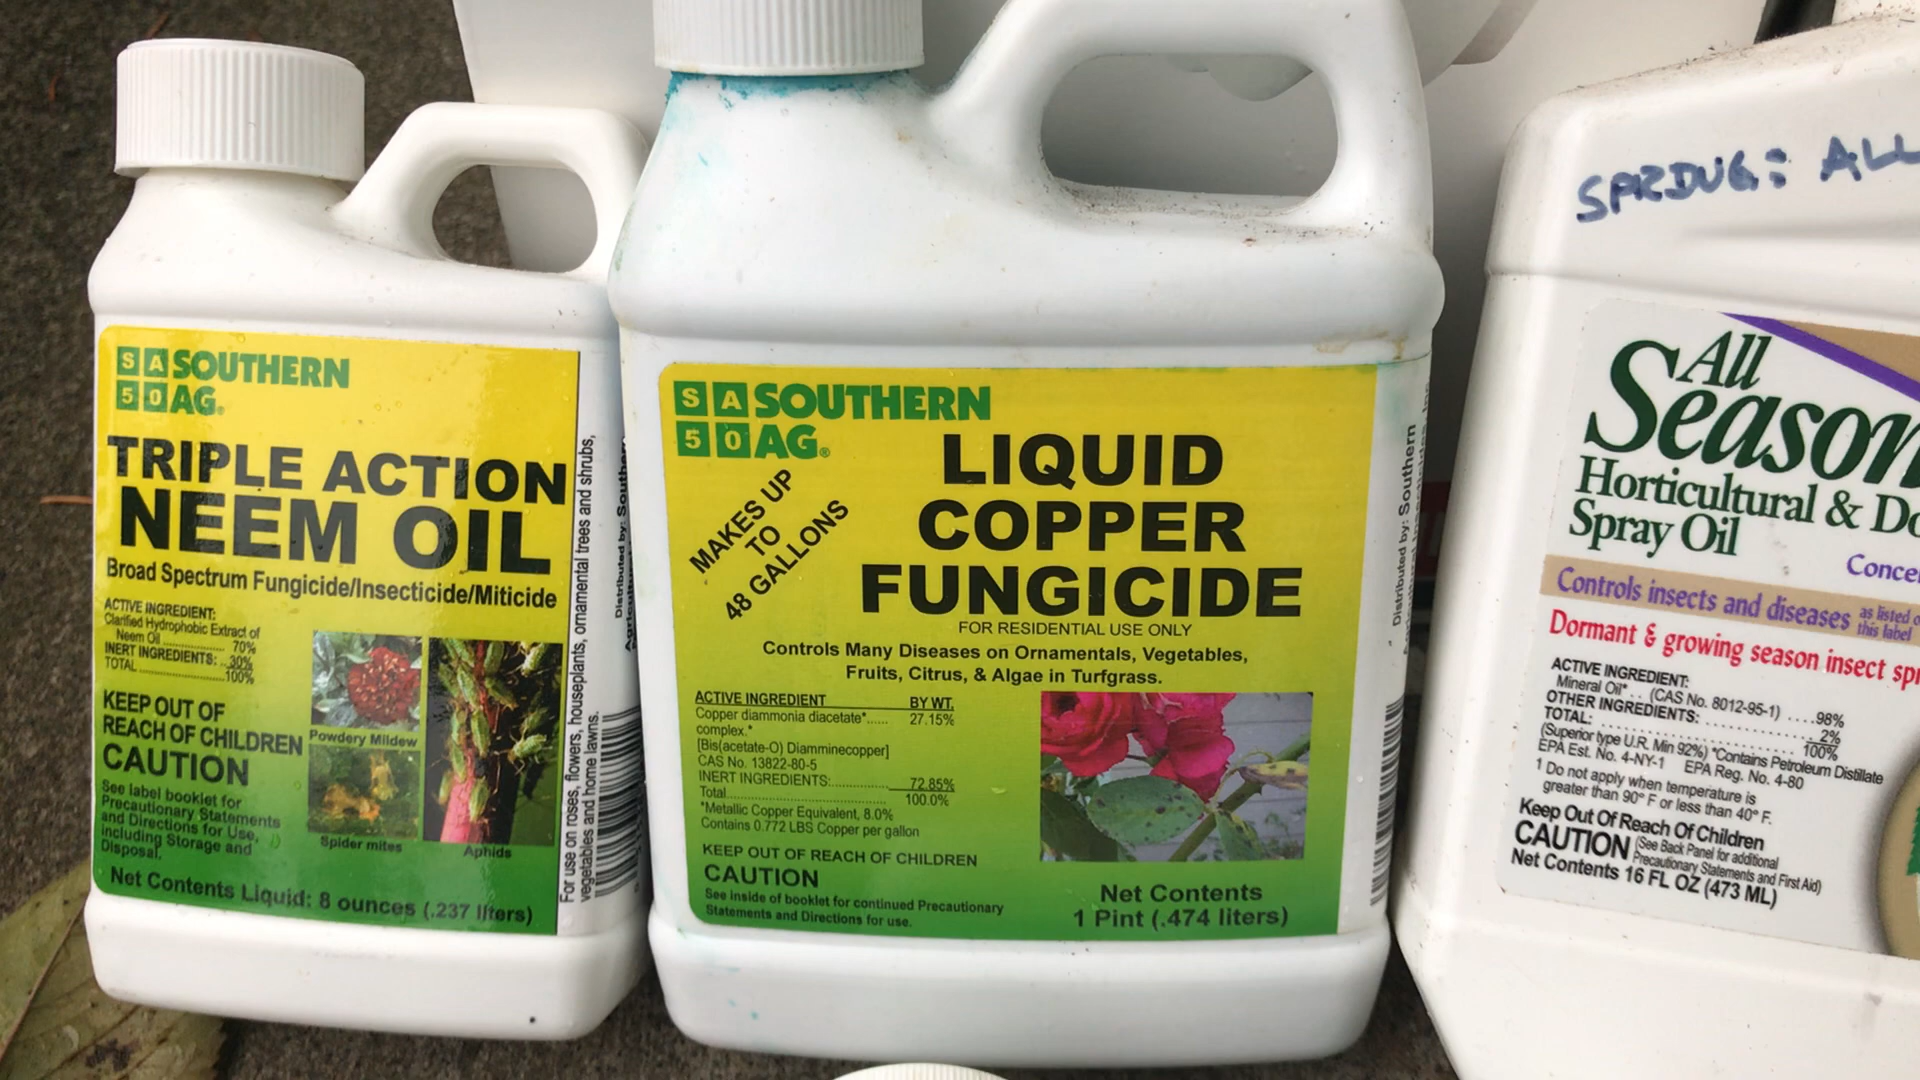 SA SOUTHERN
50 AG.
TRIPLE ACTION
NEEM OIL
Broad Spectrum Fungicide/Insecticide/Miticide
ACTIVE INGREDIENT:
Clarified Hydrophobic Extract of
Neem Oil ........................ 70%
INERT INGREDIENTS: .. 30%
TOTAL ............................100%
KEEP OUT OF
REACH OF CHILDREN
CAUTION
See label booklet for
Precautionary Statements
and Directions for Use,
including Storage and
Disposal.
Powdery Mildew
Spider mites
Aphids
Net Contents Liquid: 8 ounces (.237 liters)
For use on roses, flowers, houseplants, ornamental trees and shrubs,
vegetables and home lawns.
Distributed by: Southern
SA SOUTHERN
50 AG®
MAKES UP
TO
48 GALLONS
LIQUID
COPPER
FUNGICIDE
FOR RESIDENTIAL USE ONLY
Controls Many Diseases on Ornamentals, Vegetables,
Fruits, Citrus, & Algae in Turfgrass.
ACTIVE INGREDIENT BY WT.
Copper diammonia diacetate*...... 27.15%
complex.*
[Bis(acetate-O) Diamminecopper]
CAS No. 13822-80-5
INERT INGREDIENTS:................ 72.85%
Total.......................................... 100.0%
*Metallic Copper Equivalent, 8.0%
Contains 0.772 LBS Copper per gallon
KEEP OUT OF REACH OF CHILDREN
CAUTION
See inside of booklet for continued Precautionary
Statements and Directions for use.
Net Contents
1 Pint (.474 liters)
Distributed by: Southern
SPRING: ALL
All
Season
Horticultural & Do
Spray Oil
Concen
Controls insects and diseases as listed o
this label
Dormant & growing season insect spr
ACTIVE INGREDIENT:
Mineral Oil* . . (CAS No. 8012-95-1) ....98%
OTHER INGREDIENTS: ................. 2%
TOTAL: ................................ 100%
(Superior type U.R. Min 92%) *Contains Petroleum Distillate
EPA Est. No. 4-NY-1 EPA Reg. No. 4-80
1 Do not apply when temperature is
greater than 90° F or less than 40° F.
Keep Out Of Reach Of Children
CAUTION (See Back Panel for additional
Precautionary Statements and First Aid)
Net Contents 16 FL OZ (473 ML)